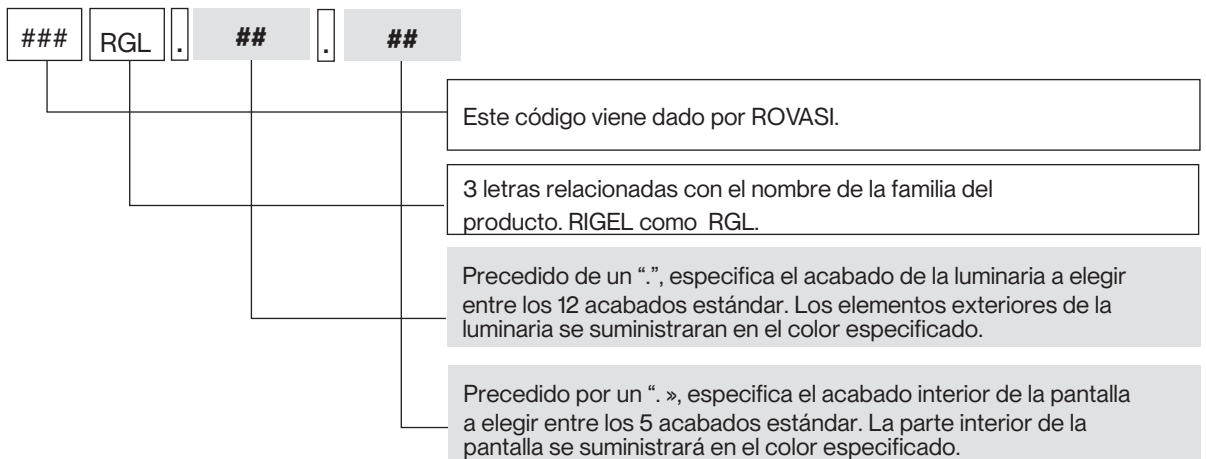 ### RGL . ## . ##
Este código viene dado por ROVASI.
3 letras relacionadas con el nombre de la familia del
producto. RIGEL como RGL.
Precedido de un “.”, especifica el acabado de la luminaria a elegir
entre los 12 acabados estándar. Los elementos exteriores de la
luminaria se suministraran en el color especificado.
Precedido por un “. », especifica el acabado interior de la pantalla
a elegir entre los 5 acabados estándar. La parte interior de la
pantalla se suministrará en el color especificado.